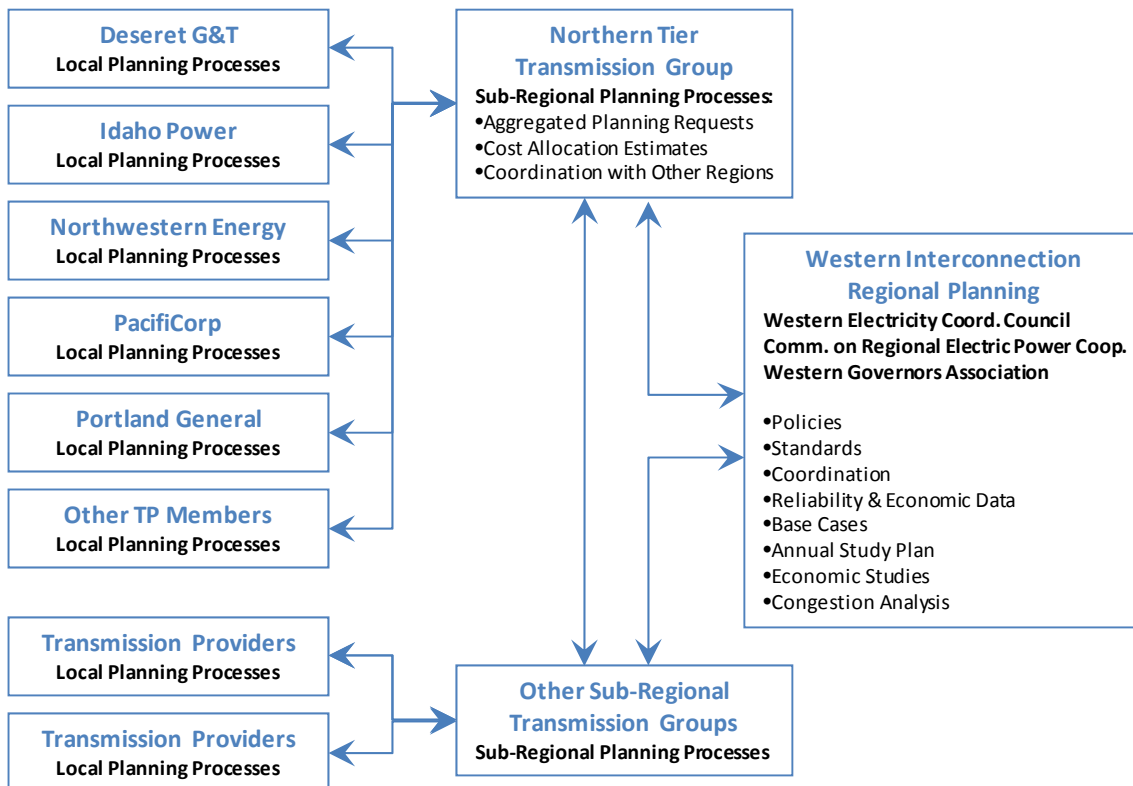 Deseret G&T
Local Planning Processes
Idaho Power
Local Planning Processes
Northwestern Energy
Local Planning Processes
PacifiCorp
Local Planning Processes
Portland General
Local Planning Processes
Other TP Members
Local Planning Processes
Transmission Providers
Local Planning Processes
Transmission Providers
Local Planning Processes
Northern Tier
Transmission Group
Sub-Regional Planning Processes:
•Aggregated Planning Requests
•Cost Allocation Estimates
•Coordination with Other Regions
Western Interconnection
Regional Planning
Western Electricity Coord. Council
Comm. on Regional Electric Power Coop.
Western Governors Association
•Policies
•Standards
•Coordination
•Reliability & Economic Data
•Base Cases
•Annual Study Plan
•Economic Studies
•Congestion Analysis
Other Sub-Regional
Transmission Groups
Sub-Regional Planning Processes